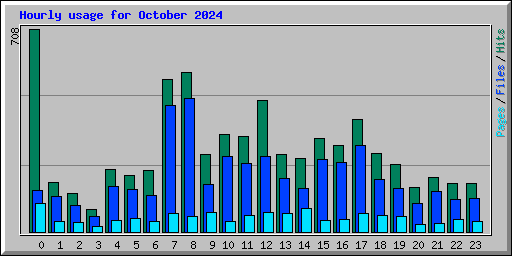 Hourly usage for October 2024
708
Pages/Files/Hits
0 1 2 3 4 5 6 7 8 9 10 11 12 13 14 15 16 17 18 19 20 21 22 23